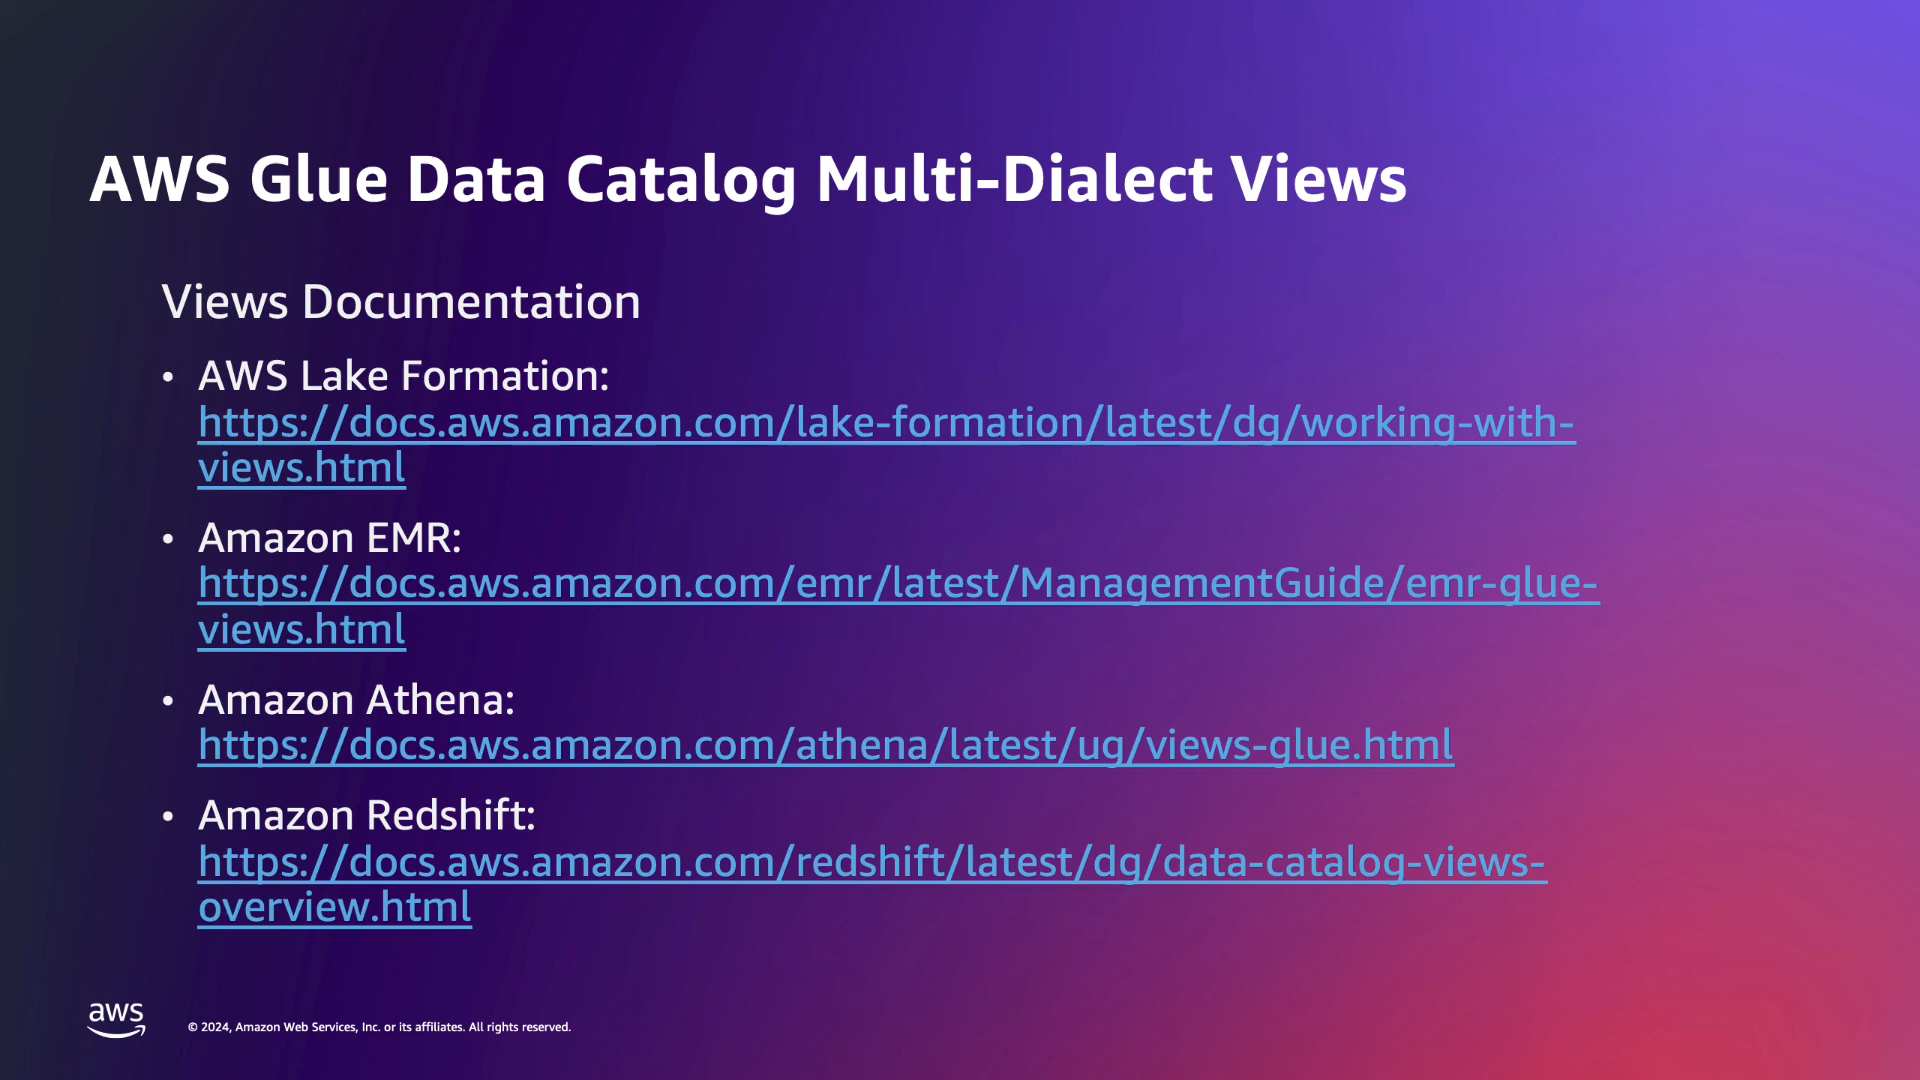 AWS Glue Data Catalog Multi-Dialect Views
Views Documentation
• AWS Lake Formation:
https://docs.aws.amazon.com/lake-formation/latest/dg/working-with-
views.html
• Amazon EMR:
https://docs.aws.amazon.com/emr/latest/ManagementGuide/emr-glue-
views.html
• Amazon Athena:
https://docs.aws.amazon.com/athena/latest/ug/views-glue.html
• Amazon Redshift:
https://docs.aws.amazon.com/redshift/latest/dg/data-catalog-views-
overview.html
aws
© 2024, Amazon Web Services, Inc. or its affiliates. All rights reserved.